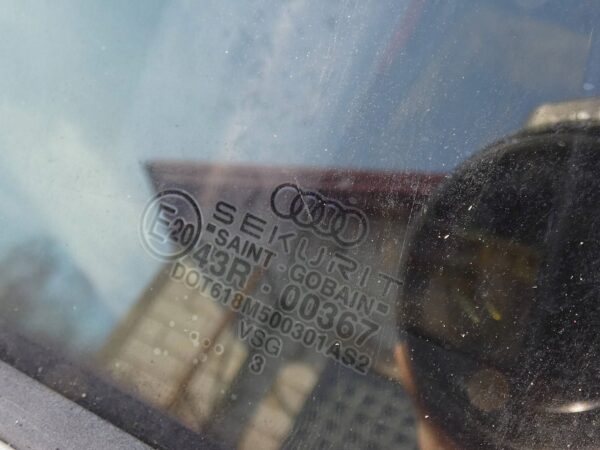 SEKURIT
E20
"SAINT-GOBAIN"
43R-00367
DOT618M500301AS2
VSG
3